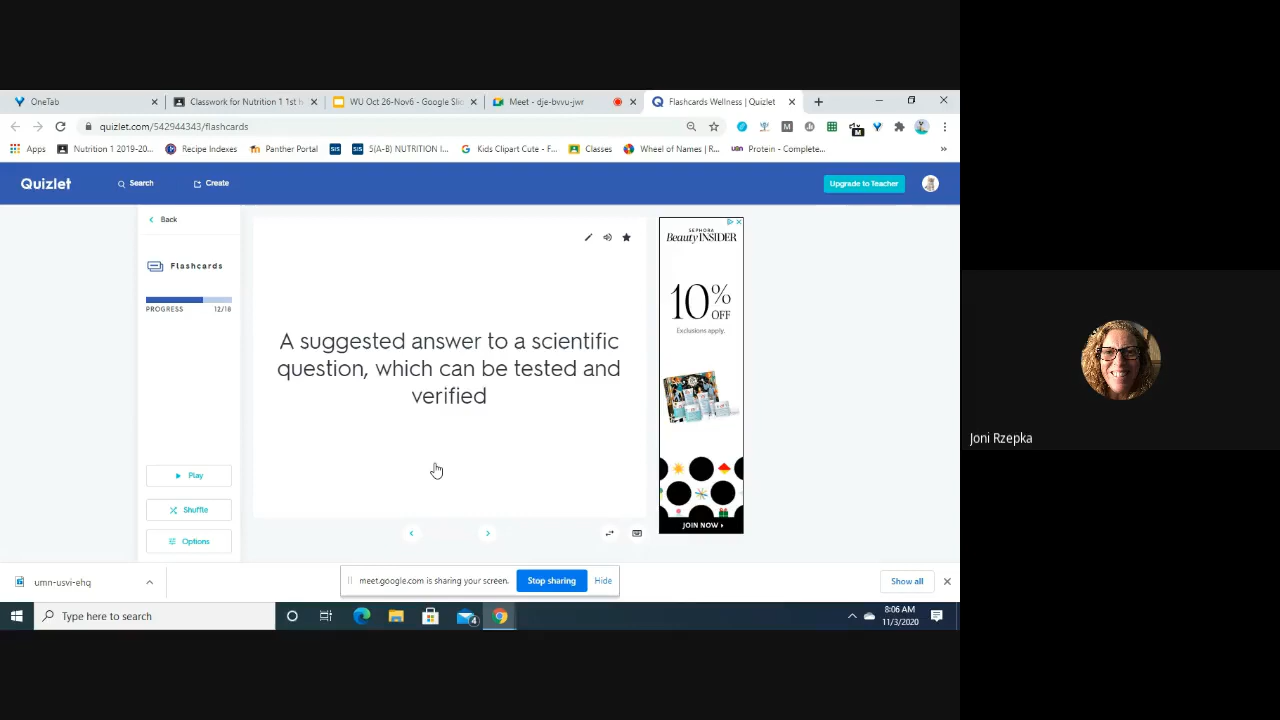 OneTab
Classwork for Nutrition 1 1st h
WU Oct 26-Nov6 - Google Slid
Meet - dje-bvvu-jwr
Flashcards Wellness | Quizlet
quizlet.com/542944343/flashcards
Apps
Nutrition 1 2019-20...
Recipe Indexes
Panther Portal
SIS
SIS
5(A-B) NUTRITION I...
Kids Clipart Cute - F...
Classes
Wheel of Names | R...
Protein - Complete...
Quizlet
Search
Create
Upgrade to Teacher
Back
Flashcards
PROGRESS
12/18
A suggested answer to a scientific
question, which can be tested and
verified
Play
Shuffle
Options
SEPHORA
Beauty INSIDER
10% OFF
Exclusions apply.
JOIN NOW
Joni Rzepka
umn-usvi-ehq
meet.google.com is sharing your screen.
Stop sharing
Hide
Show all
Type here to search
4
8:06 AM
11/3/2020